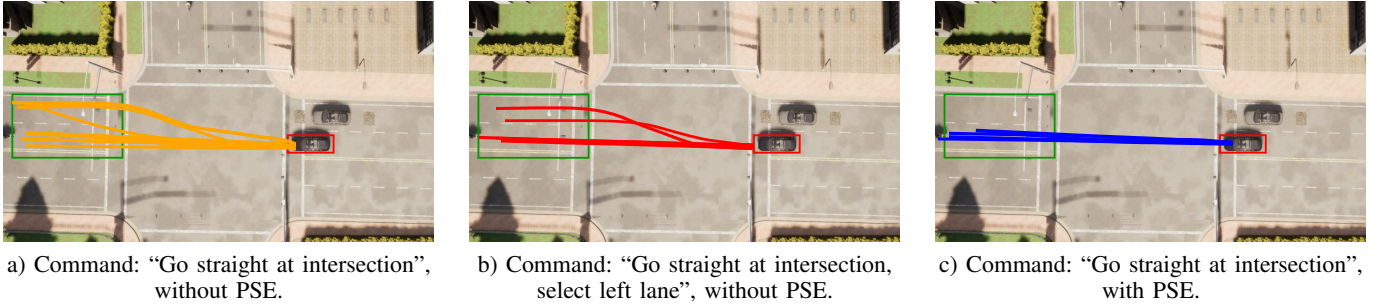 a) Command: “Go straight at intersection”,
without PSE.
b) Command: “Go straight at intersection,
select left lane”, without PSE.
c) Command: “Go straight at intersection”,
with PSE.